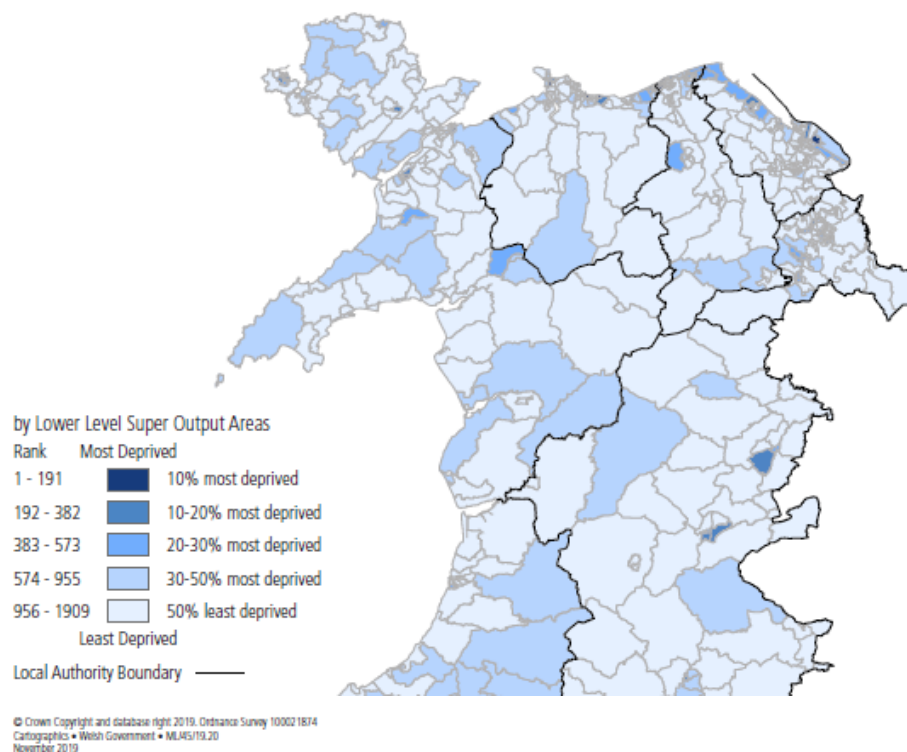 by Lower Level Super Output Areas
Rank Most Deprived
1 - 191 10% most deprived
192 - 382 10-20% most deprived
383 - 573 20-30% most deprived
574 - 955 30-50% most deprived
956 - 1909 50% least deprived
Least Deprived
Local Authority Boundary
© Crown Copyright and database right 2019. Ordnance Survey 100021874
Cartographics • Welsh Government • ML/45/19.20
November 2019